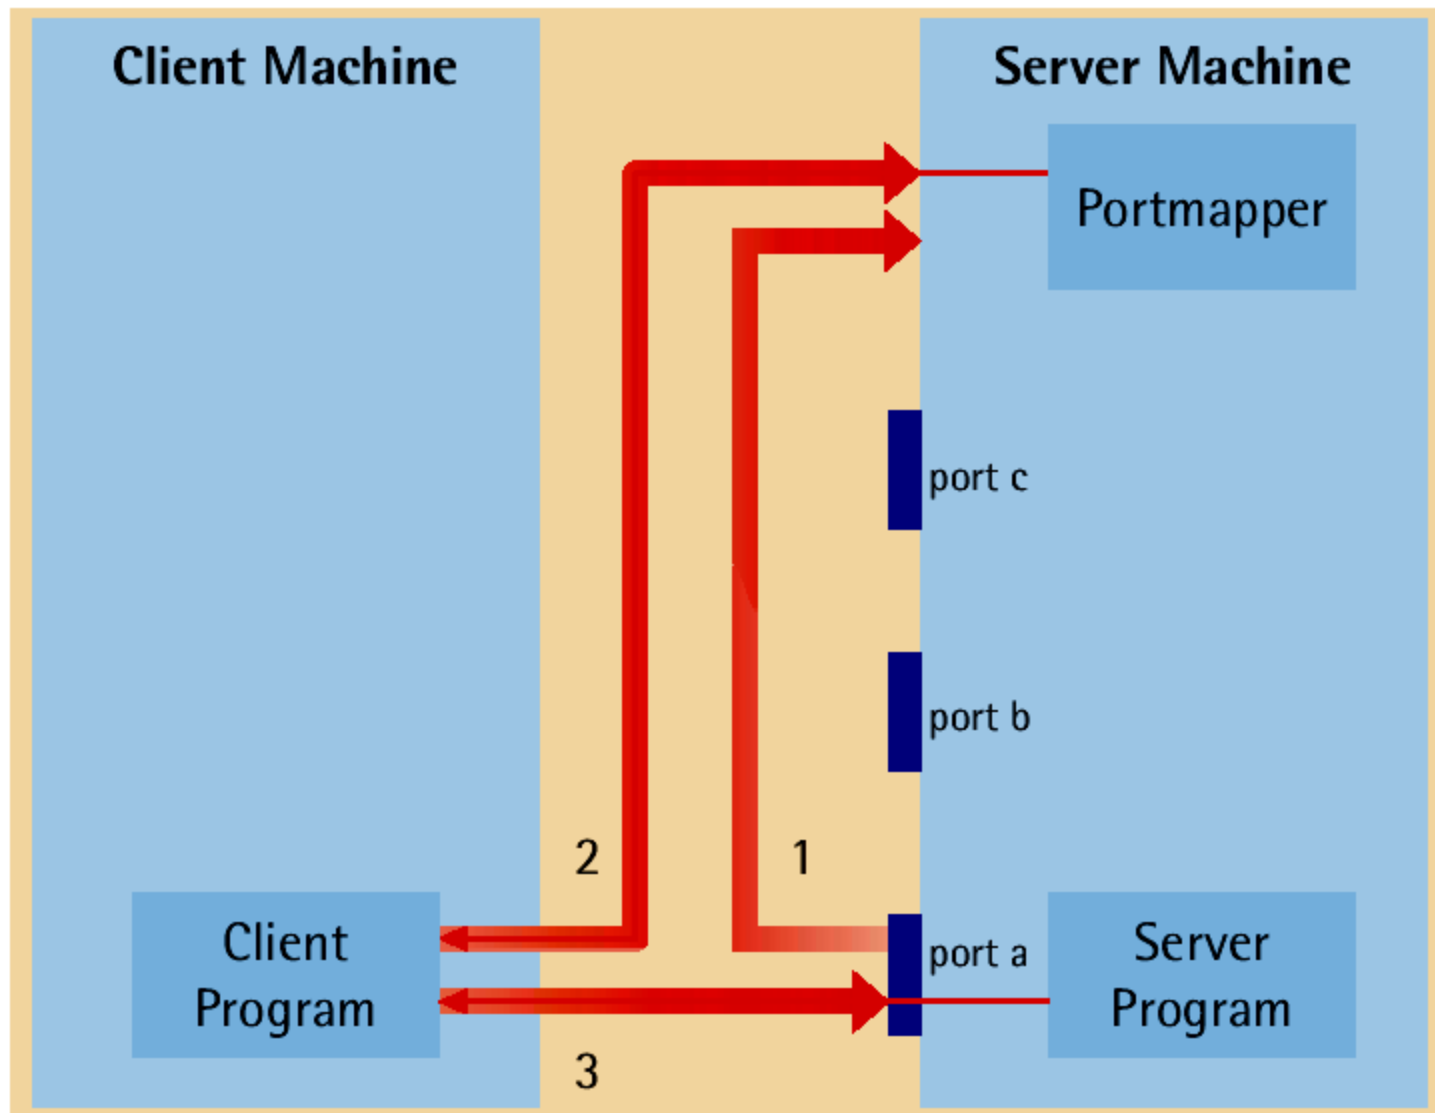 Client Machine
Server Machine
Portmapper
port c
port b
2
1
Client
Program
port a
Server
Program
3